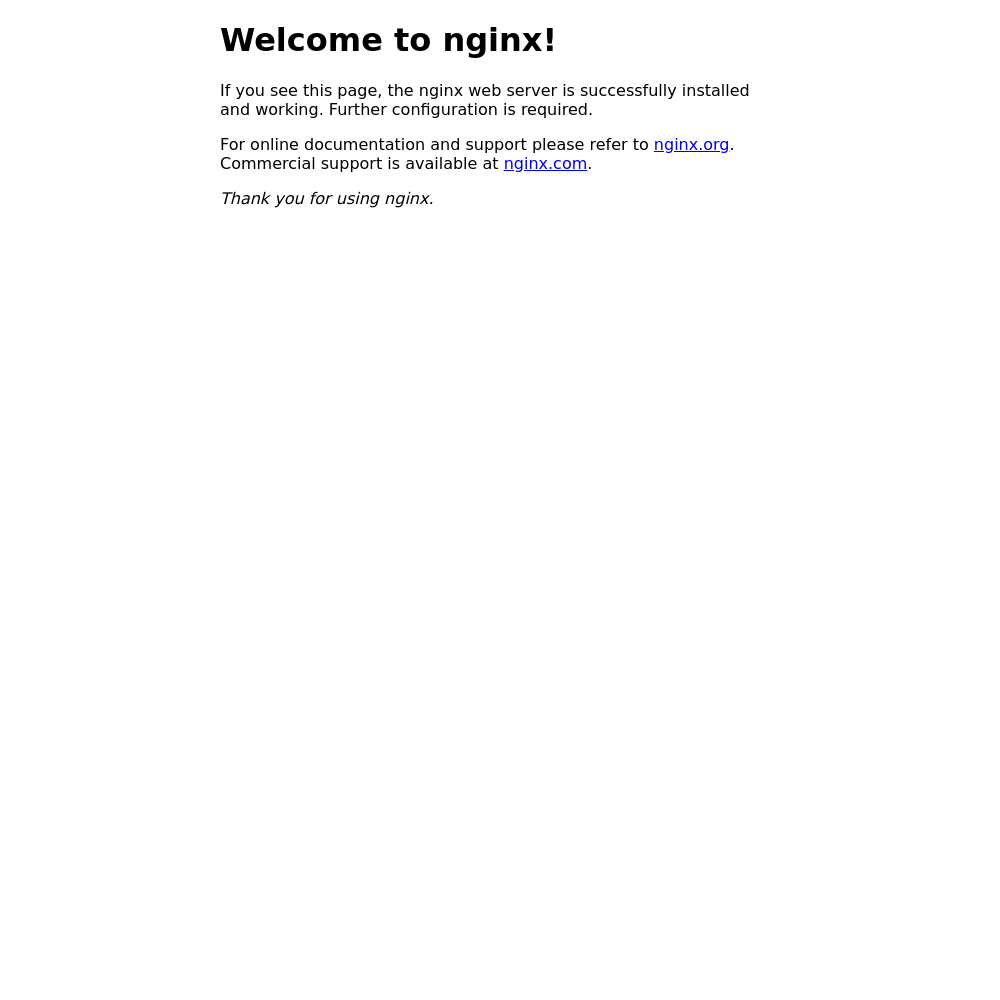 Welcome to nginx!
If you see this page, the nginx web server is successfully installed
and working. Further configuration is required.
For online documentation and support please refer to nginx.org.
Commercial support is available at nginx.com.
Thank you for using nginx.